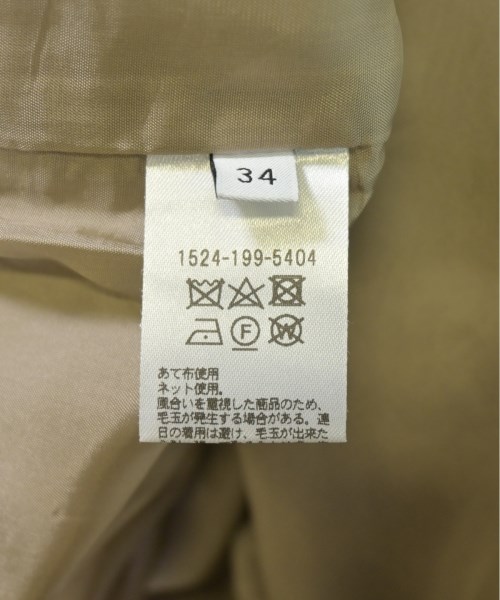 34
1524-199-5404
F
W
あて布使用
ネット使用。
風合いを重視した商品のため、
毛玉が発生する場合がある。連
日の着用は避け、毛玉が出来た